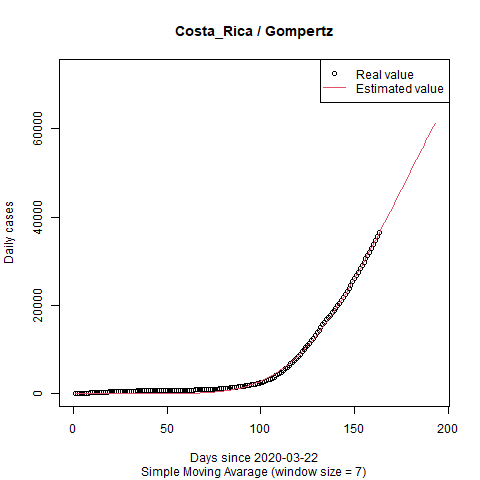 Costa_Rica / Gompertz
Real value
Estimated value
Daily cases
60000
40000
20000
0
0 50 100 150 200
Days since 2020-03-22
Simple Moving Avarage (window size = 7)